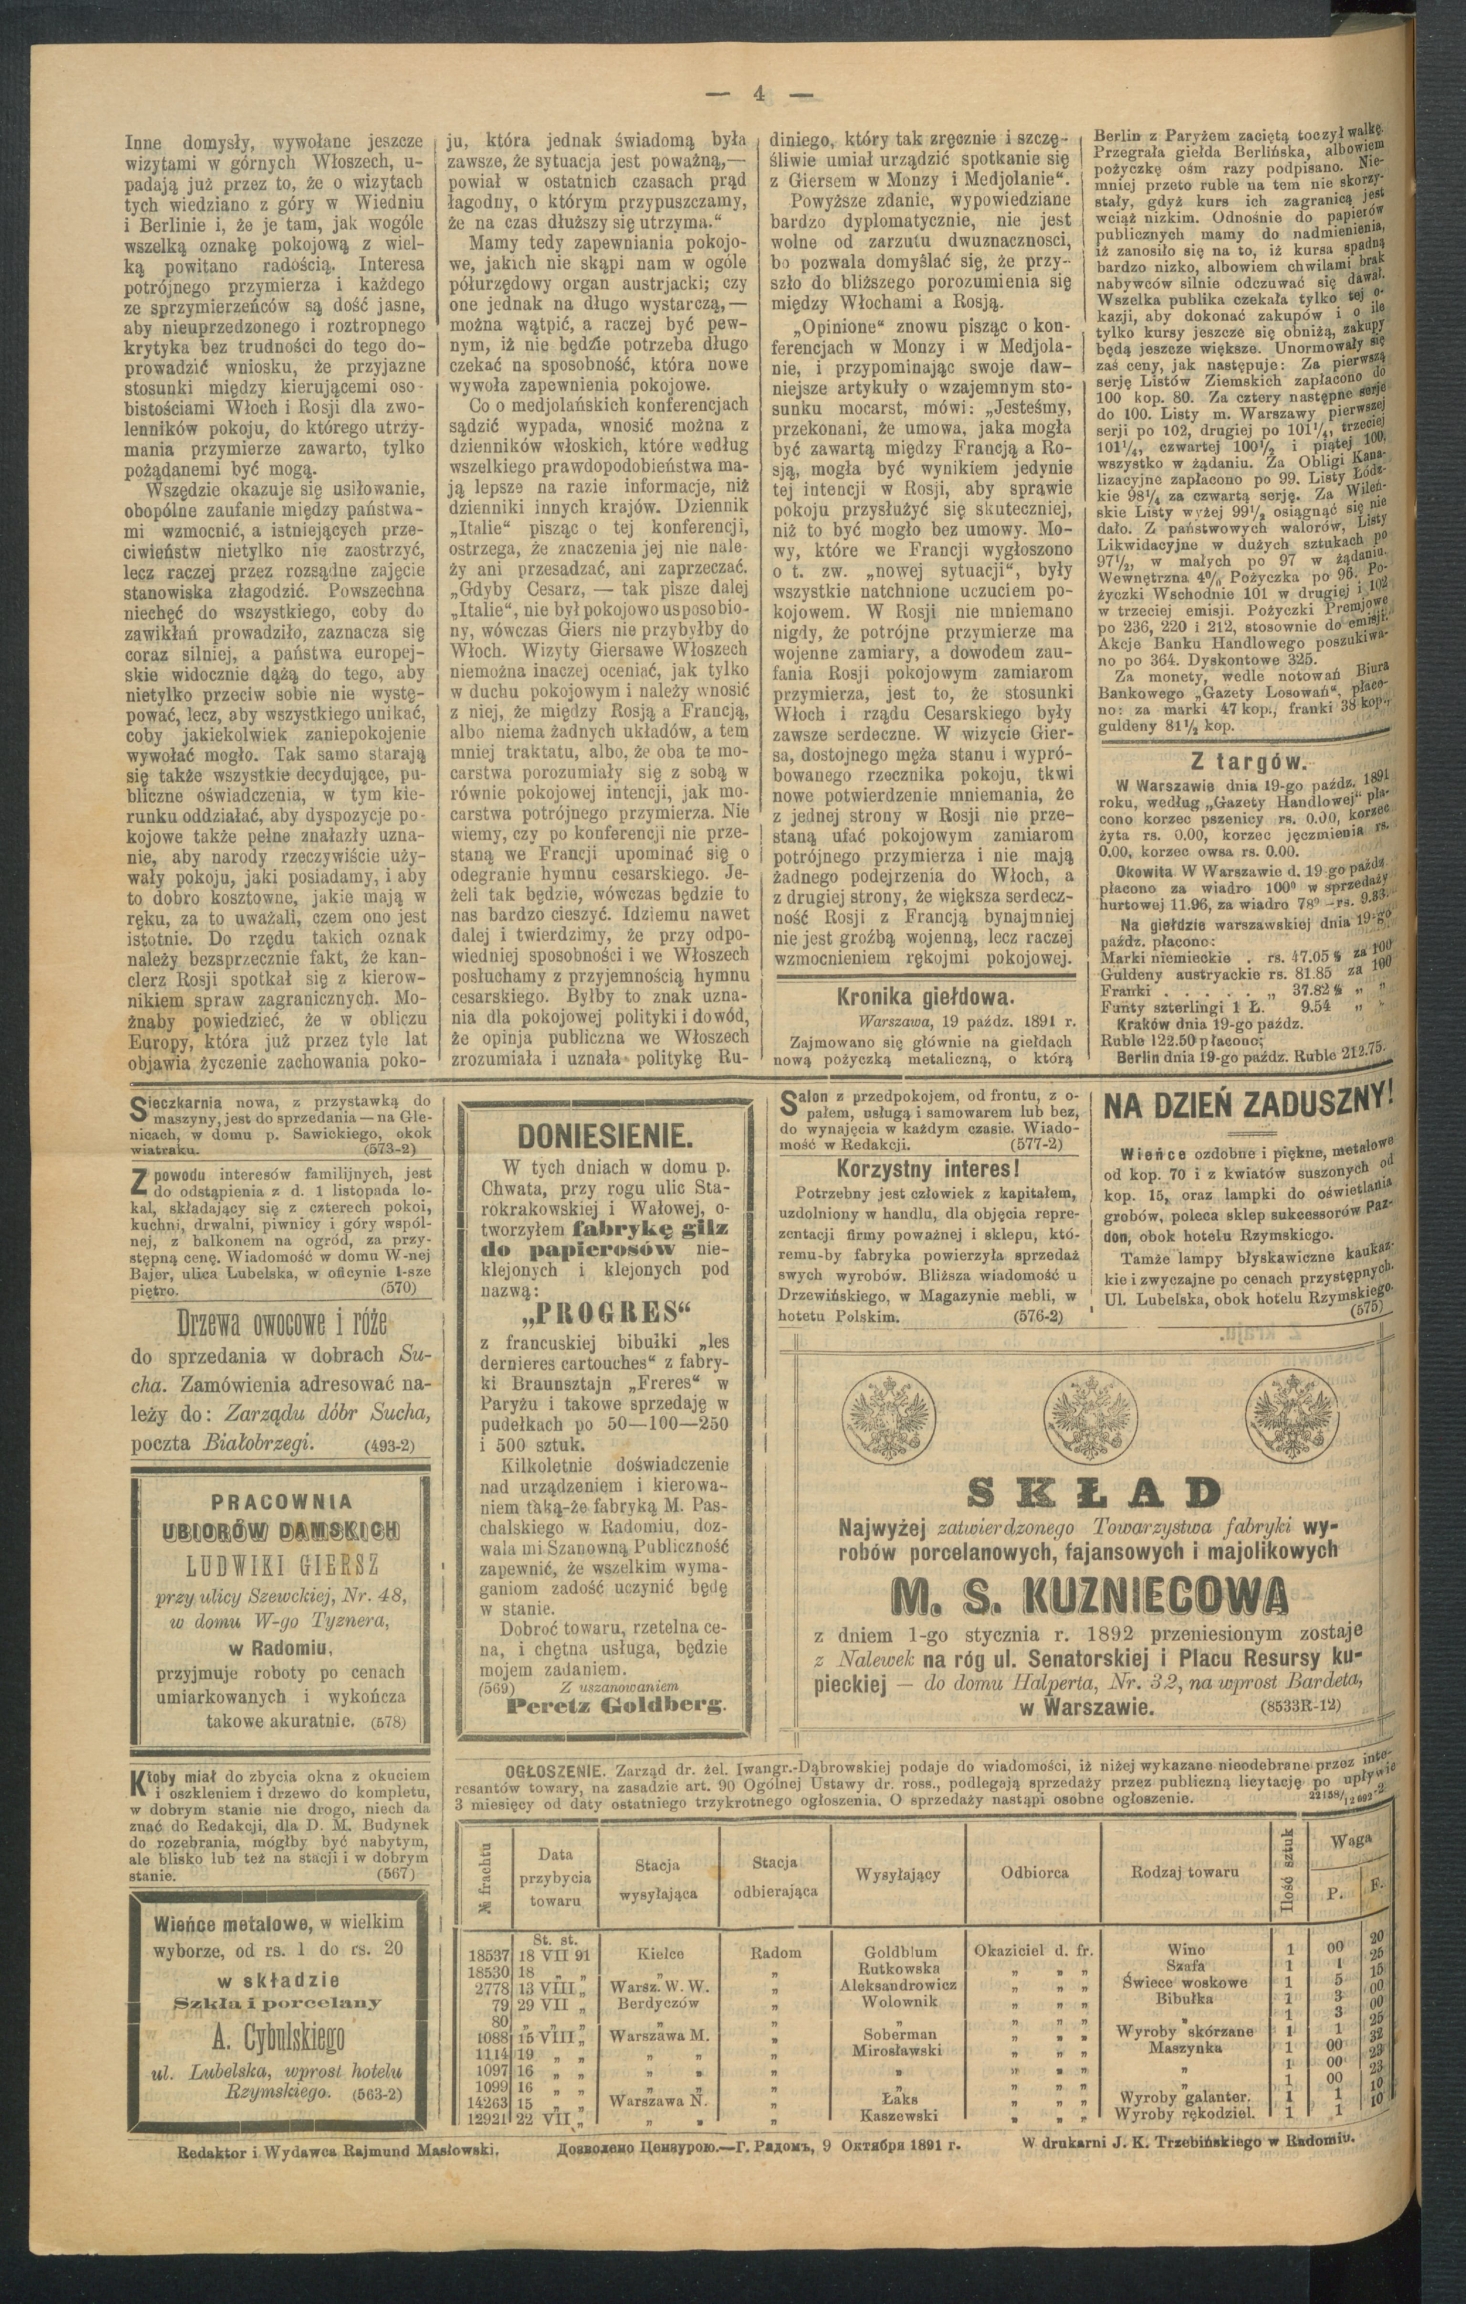 — 4 —
Inne domysły, wywołane jeszcze
wizytami w górnych Włoszech, u-
padają już przez to, że o wizytach
tych wiedziano z góry w Wiedniu
i Berlinie i, że je tam, jak wogóle
wszelką oznakę pokojową z wiel-
ką powitano radością. Interesa
potrójnego przymierza i każdego
ze sprzymierzeńców są dość jasne,
aby nieuprzedzonego i roztropnego
krytyka bez trudności do tego do-
prowadzić wniosku, że przyjazne
stosunki między kierującemi oso-
bistościami Włoch i Rosji dla zwo-
lenników pokoju, do którego utrzy-
mania przymierze zawarto, tylko
pożądanemi być mogą.
Wszędzie okazuje się usiłowanie,
obopólne zaufanie między państwa-
mi wzmocnić, a istniejących prze-
ciwieństw nietylko nie zaostrzyć,
lecz raczej przez rozsądne zajęcie
stanowiska złagodzić. Powszechna
niechęć do wszystkiego, coby do
zawikłań prowadziło, zaznacza się
coraz silniej, a państwa europej-
skie widocznie dążą do tego, aby
nietylko przeciw sobie nie wystę-
pować, lecz, aby wszystkiego unikać,
coby jakiekolwiek zaniepokojenie
wywołać mogło. Tak samo starają
się także wszystkie decydujące, pu-
bliczne oświadczenia, w tym kie-
runku oddziałać, aby dyspozycje po-
kojowe także pełne znalazły uzna-
nie, aby narody rzeczywiście uży-
wały pokoju, jaki posiadamy, i aby
to dobro kosztowne, jakie mają w
ręku, za to uważali, czem ono jest
istotnie. Do rzędu takich oznak
należy bezsprzecznie fakt, że kan-
clerz Rosji spotkał się z kierow-
nikiem spraw zagranicznych. Mo-
żnaby powiedzieć, że w obliczu
Europy, która już przez tyle lat
objawia życzenie zachowania poko-
ju, która jednak świadomą była
zawsze, że sytuacja jest poważną,—
powiał w ostatnich czasach prąd
łagodny, o którym przypuszczamy,
że na czas dłuższy się utrzyma.“
Mamy tedy zapewniania pokojo-
we, jakich nie skąpi nam w ogóle
półurzędowy organ austrjacki; czy
one jednak na długo wystarczą,—
można wątpić, a raczej być pew-
nym, iż nie będzie potrzeba długo
czekać na sposobność, która nowe
wywoła zapewnienia pokojowe.
Co o medjolańskich konferencjach
sądzić wypada, wnosić można z
dzienników włoskich, które według
wszelkiego prawdopodobieństwa ma-
ją lepsze na razie informacje, niż
dzienniki innych krajów. Dziennik
„Italie“ pisząc o tej konferencji,
ostrzega, że znaczenia jej nie nale-
ży ani przesadzać, ani zaprzeczać.
„Gdyby Cesarz, — tak pisze dalej
„Italie“, nie był pokojowo usposobio-
ny, wówczas Giers nie przybyłby do
Włoch. Wizyty Giersa we Włoszech
niemożna inaczej oceniać, jak tylko
w duchu pokojowym i należy wnosić
z niej, że między Rosją a Francją,
albo niema żadnych układów, a tem
mniej traktatu, albo, że oba te mo-
carstwa porozumiały się z sobą w
równie pokojowej intencji, jak mo-
carstwa potrójnego przymierza. Nie
wiemy, czy po konferencji nie prze-
staną we Francji upominać się o
odegranie hymnu cesarskiego. Je-
żeli tak będzie, wówczas będzie to
nas bardzo cieszyć. Idziemu nawet
dalej i twierdzimy, że przy odpo-
wiedniej sposobności i we Włoszech
posłuchamy z przyjemnością hymnu
cesarskiego. Byłby to znak uzna-
nia dla pokojowej polityki i dowód,
że opinja publiczna we Włoszech
zrozumiała i uznała politykę Ru-
diniego, który tak zręcznie i szczę-
śliwie umiał urządzić spotkanie się
z Giersem w Monzy i Medjolanie“.
Powyższe zdanie, wypowiedziane
bardzo dyplomatycznie, nie jest
wolne od zarzutu dwuznacznosci,
bo pozwala domyślać się, że przy-
szło do bliższego porozumienia się
między Włochami a Rosją.
„Opinione“ znowu pisząc o kon-
ferencjach w Monzy i w Medjola-
nie, i przypominając swoje daw-
niejsze artykuły o wzajemnym sto-
sunku mocarst, mówi: „Jesteśmy,
przekonani, że umowa, jaka mogła
być zawartą między Francją a Ro-
sją, mogła być wynikiem jedynie
tej intencji w Rosji, aby sprawie
pokoju przysłużyć się skuteczniej,
niż to być mogło bez umowy. Mo-
wy, które we Francji wygłoszono
o t. zw. „nowej sytuacji“, były
wszystkie natchnione uczuciem po-
kojowem. W Rosji nie mniemano
nigdy, że potrójne przymierze ma
wojenne zamiary, a dowodem zau-
fania Rosji pokojowym zamiarom
przymierza, jest to, że stosunki
Włoch i rządu Cesarskiego były
zawsze serdeczne. W wizycie Gier-
sa, dostojnego męża stanu i wypró-
bowanego rzecznika pokoju, tkwi
nowe potwierdzenie mniemania, że
z jednej strony w Rosji nie prze-
staną ufać pokojowym zamiarom
potrójnego przymierza i nie mają
żadnego podejrzenia do Włoch, a
z drugiej strony, że większa serdecz-
ność Rosji z Francją bynajmniej
nie jest groźbą wojenną, lecz raczej
wzmocnieniem rękojmi pokojowej.
Kronika giełdowa.
Warszawa, 19 paźdz. 1891 r.
Zajmowano się głównie na giełdach
nową pożyczką metaliczną, o którą
Berlin z Paryżem zaciętą toczył walkę.
Przegrała giełda Berlińska, albowiem
pożyczkę ośm razy podpisano. Nie-
mniej przeto ruble na tem nie skorzy-
stały, gdyż kurs ich zagranicą jest
wciąż nizkim. Odnośnie do papierów
publicznych mamy do nadmienienia,
iż zanosiło się na to, iż kursa spadną
bardzo nizko, albowiem chwilami brak
nabywców silnie odczuwać się dawał.
Wszelka publika czekała tylko tej o-
kazji, aby dokonać zakupów i o ile
tylko kursy jeszcze się obniżą, zakupy
będą jeszcze większe. Unormowały się
zaś ceny, jak następuje: Za pierwszą
serję Listów Ziemskich zapłacono do
100 kop. 80. Za cztery następne serje
do 100. Listy m. Warszawy pierwszej
serji po 102, drugiej po 101¼, trzeciej
101¼, czwartej 100½ i piątej 100,
wszystko w żądaniu. Za Obligi Kana-
lizacyjne zapłacono po 99. Listy Łódz-
kie 98¼ za czwartą serję. Za Wileń-
skie Listy wyżej 99½ osiągnąć się nie
dało. Z państwowych walorów, Listy
Likwidacyjne w dużych sztukach po
97½, w małych po 97 w żądaniu.
Wewnętrzna 4% Pożyczka po 96. Po-
życzki Wschodnie 101 w drugiej i 102
w trzeciej emisji. Pożyczki Premjowe
po 236, 220 i 212, stosownie do emisji.
Akcje Banku Handlowego poszukiwa-
no po 364. Dyskontowe 325.
Za monety, wedle notowań Biura
Bankowego „Gazety Losowań“, płaco-
no: za marki 47 kop., franki 38 kop.,
guldeny 81½ kop.
Z targów.
W Warszawie dnia 19-go paźdz. 1891
roku, według „Gazety Handlowej“ pła-
cono korzec pszenicy rs. 0.00, korzec
żyta rs. 0.00, korzec jęczmienia rs.
0.00, korzec owsa rs. 0.00.
Okowita W Warszawie d. 19-go paźdz.
płacono za wiadro 100° w sprzedaży
hurtowej 11.96, za wiadro 78° —rs. 9.33.
Na giełdzie warszawskiej dnia 19-go
paźdz. płacono:
Marki niemieckie . rs. 47.05 za 100
Guldeny austryackie rs. 81.85 za 100
Franki . . . . . „ 37.82 „ „
Funty szterlingi 1 Ł. 9.54 „ „
Kraków dnia 19-go paźdz.
Ruble 122.50 płacono;
Berlin dnia 19-go paźdz. Ruble 212.75.
Sieczkarnia nowa, z przystawką do
maszyny, jest do sprzedania — na Gle-
nicach, w domu p. Sawickiego, okok
wiatraku. (573-2)
Z powodu interesów familijnych, jest
do odstąpienia z d. 1 listopada lo-
kal, składający się z czterech pokoi,
kuchni, drwalni, piwnicy i góry wspól-
nej, z balkonem na ogród, za przy-
stępną cenę. Wiadomość w domu W-nej
Bajer, ulica Lubelska, w oficynie 1-sze
piętro. (570)
Drzewa owocowe i róże
do sprzedania w dobrach Su-
cha. Zamówienia adresować na-
leży do: Zarządu dóbr Sucha,
poczta Białobrzegi. (493-2)
PRACOWNIA
UBIORÓW DAMSKICH
LUDWIKI GIERSZ
przy ulicy Szewckiej, Nr. 48,
w domu W-go Tyznera,
w Radomiu,
przyjmuje roboty po cenach
umiarkowanych i wykończa
takowe akuratnie. (578)
Ktoby miał do zbycia okna z okuciem
i oszkleniem i drzewo do kompletu,
w dobrym stanie nie drogo, niech da
znać do Redakcji, dla D. M. Budynek
do rozebrania, mógłby być nabytym,
ale blisko lub też na stacji i w dobrym
stanie. (567)
Wieńce metalowe, w wielkim
wyborze, od rs. 1 do rs. 20
w składzie
Szkła i porcelany
A. Cybulskiego
ul. Lubelska, wprost hotelu
Rzymskiego. (563-2)
DONIESIENIE.
W tych dniach w domu p.
Chwata, przy rogu ulic Sta-
rokrakowskiej i Wałowej, o-
tworzyłem fabrykę gilz
do papierosów nie-
klejonych i klejonych pod
nazwą:
„PROGRES“
z francuskiej bibułki „les
dernieres cartouches“ z fabry-
ki Braunsztajn „Freres“ w
Paryżu i takowe sprzedaję w
pudełkach po 50—100—250
i 500 sztuk.
Kilkoletnie doświadczenie
nad urządzeniem i kierowa-
niem taką-że fabryką M. Pas-
chalskiego w Radomiu, doz-
wala mi Szanowną Publiczność
zapewnić, że wszelkim wyma-
ganiom zadość uczynić będę
w stanie.
Dobroć towaru, rzetelna ce-
na, i chętna usługa, będzie
mojem zadaniem.
(569) Z uszanowaniem
Peretz Goldberg.
Salon z przedpokojem, od frontu, z o-
pałem, usługą i samowarem lub bez,
do wynajęcia w każdym czasie. Wiado-
mość w Redakcji. (577-2)
Korzystny interes!
Potrzebny jest człowiek z kapitałem,
uzdolniony w handlu, dla objęcia repre-
zentacji firmy poważnej i sklepu, któ-
remu-by fabryka powierzyła sprzedaż
swych wyrobów. Bliższa wiadomość u
Drzewińskiego, w Magazynie mebli, w
hotetu Polskim. (576-2)
NA DZIEŃ ZADUSZNY!
Wieńce ozdobne i piękne, metalowe
od kop. 70 i z kwiatów suszonych od
kop. 15, oraz lampki do oświetlania
grobów, poleca sklep sukcessorów Paz-
don, obok hotelu Rzymskiego.
Tamże lampy błyskawiczne kaukaz-
kie i zwyczajne po cenach przystępnych.
Ul. Lubelska, obok hotelu Rzymskiego.
(575)
SKŁAD
Najwyżej zatwierdzonego Towarzystwa fabryki wy-
robów porcelanowych, fajansowych i majolikowych
M. S. KUZNIECOWA
z dniem 1-go stycznia r. 1892 przeniesionym zostaje
z Nalewek na róg ul. Senatorskiej i Placu Resursy ku-
pieckiej — do domu Halperta, Nr. 32, na wprost Bardeta,
w Warszawie. (8533R-12)
OGŁOSZENIE. Zarząd dr. żel. Iwangr.-Dąbrowskiej podaje do wiadomości, iż niżej wykazane nieodebrane przez inte-
resantów towary, na zasadzie art. 90 Ogólnej Ustawy dr. ross., podlegają sprzedaży przez publiczną licytację po upływie
3 miesięcy od daty ostatniego trzykrotnego ogłoszenia. O sprzedaży nastąpi osobne ogłoszenie. 22158/12692-2
№ frachtu | Data przybycia towaru | Stacja wysyłająca | Stacja odbierająca | Wysyłający | Odbiorca | Rodzaj towaru | Ilość sztuk | Waga P. F.
St. st.
18537 18 VII 91 Kielce Radom Goldblum Okaziciel d. fr. Wino 1 00 20
18530 18 „ „ „ „ Rutkowska „ „ „ Szafa 1 1 25
2778 13 VIII „ Warsz. W. W. „ Aleksandrowicz „ „ „ Świece woskowe 1 5 15
79 29 VII „ Berdyczów „ Wolownik „ „ „ Bibułka 1 3 00
80 „ „ „ „ „ „ „ „ „ 1 3 00
1088 15 VIII „ Warszawa M. „ Soberman „ „ „ Wyroby skórzane 1 1 25
1114 19 „ „ „ „ „ Mirosławski „ „ „ Maszynka 1 00 32
1097 16 „ „ „ „ „ „ „ „ „ „ 1 00 23
1099 16 „ „ „ „ „ „ „ „ „ „ 1 00 23
14263 15 „ „ Warszawa N. „ Łaks „ „ „ Wyroby galanter. 1 1 10
12921 22 VII „ „ „ „ Kaszewski „ „ „ Wyroby rękodziel. 1 1 10
Redaktor i Wydawca Rajmund Masłowski. Дозволено Цензурою.—Г. Радомъ, 9 Октября 1891 г. W drukarni J. K. Trzebińskiego w Radomiu.